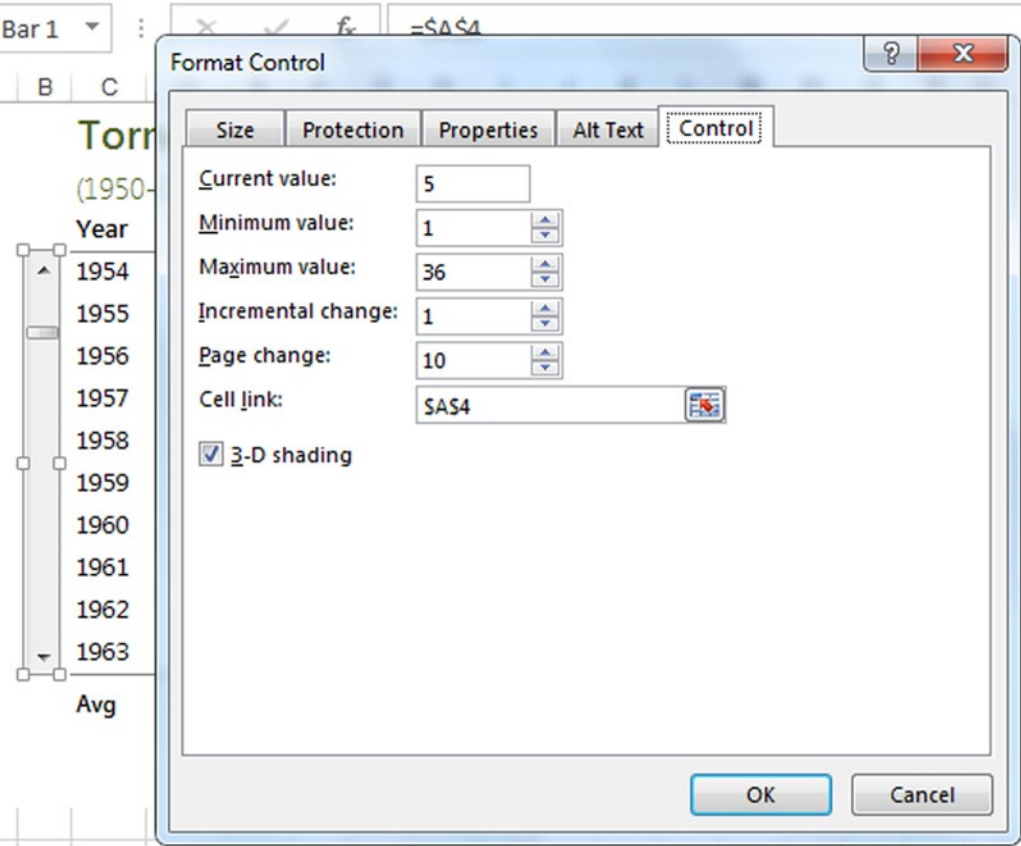 Bar 1 fx =$A$4
Format Control
B C
Size Protection Properties Alt Text Control
Torn
(1950-
Year
1954
1955
1956
1957
1958
1959
1960
1961
1962
1963
Avg
Current value: 5
Minimum value: 1
Maximum value: 36
Incremental change: 1
Page change: 10
Cell link: $A$4
3-D shading
OK Cancel